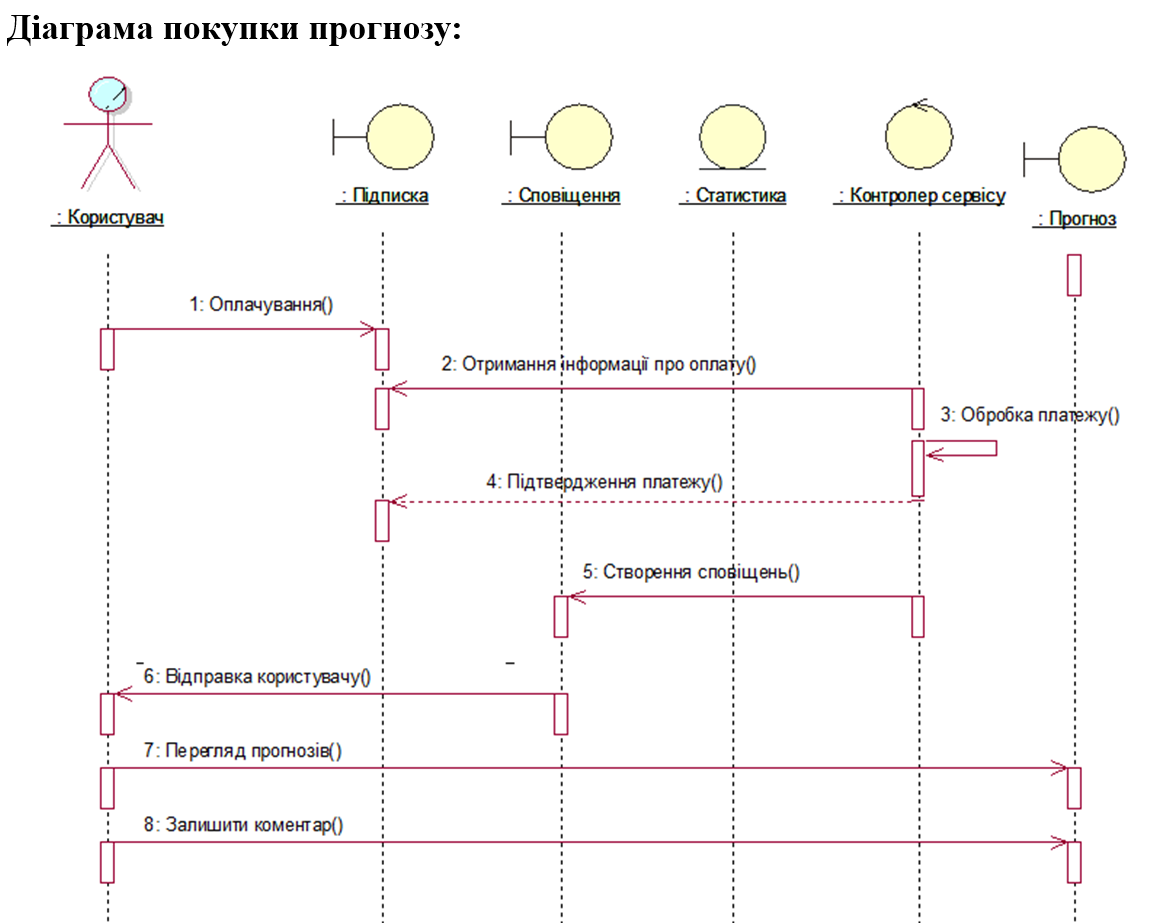 Діаграма покупки прогнозу:
: Користувач
: Підписка
: Сповіщення
: Статистика
: Контролер сервісу
: Прогноз
1: Оплачування()
2: Отримання інформації про оплату()
3: Обробка платежу()
4: Підтвердження платежу()
5: Створення сповіщень()
6: Відправка користувачу()
7: Перегляд прогнозів()
8: Залишити коментар()